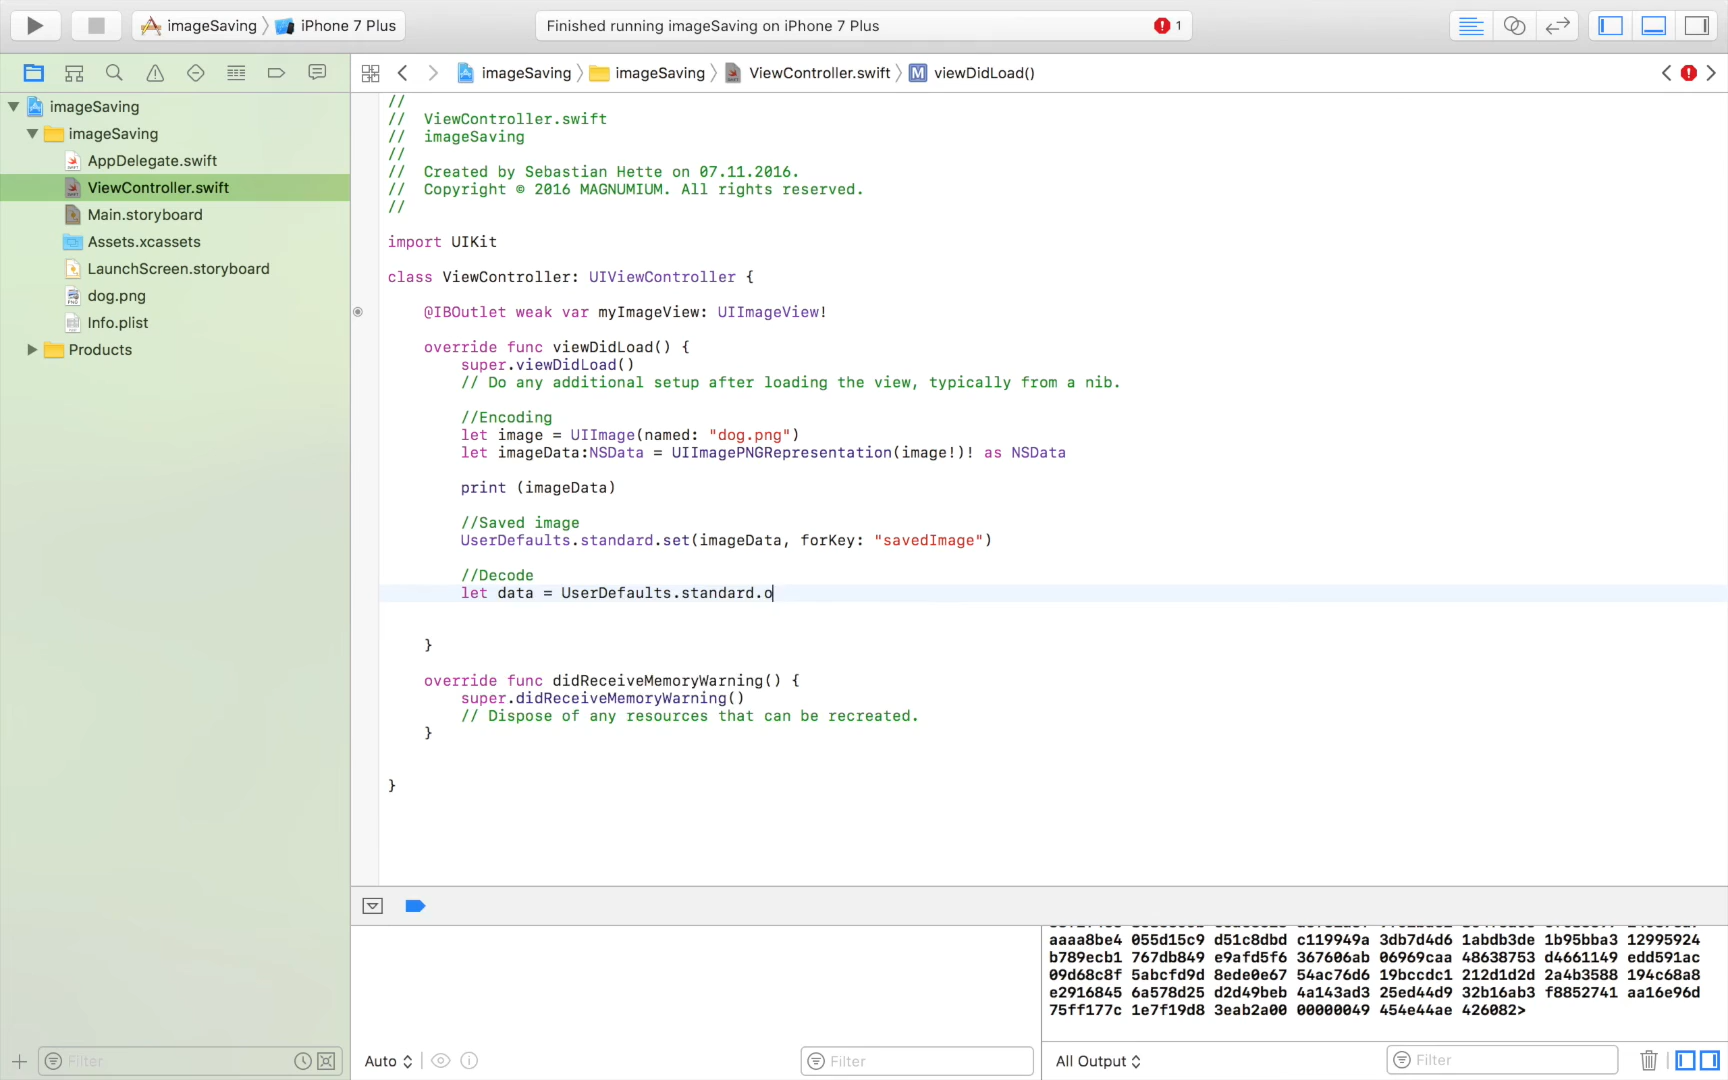 imageSaving iPhone 7 Plus
Finished running imageSaving on iPhone 7 Plus
1
imageSaving imageSaving ViewController.swift M viewDidLoad()
imageSaving
imageSaving
AppDelegate.swift
ViewController.swift
Main.storyboard
Assets.xcassets
LaunchScreen.storyboard
dog.png
Info.plist
Products
//
//  ViewController.swift
//  imageSaving
//
//  Created by Sebastian Hette on 07.11.2016.
//  Copyright © 2016 MAGNUMIUM. All rights reserved.
//
import UIKit
class ViewController: UIViewController {
@IBOutlet weak var myImageView: UIImageView!
override func viewDidLoad() {
super.viewDidLoad()
// Do any additional setup after loading the view, typically from a nib.
//Encoding
let image = UIImage(named: "dog.png")
let imageData:NSData = UIImagePNGRepresentation(image!)! as NSData
print (imageData)
//Saved image
UserDefaults.standard.set(imageData, forKey: "savedImage")
//Decode
let data = UserDefaults.standard.o
}
override func didReceiveMemoryWarning() {
super.didReceiveMemoryWarning()
// Dispose of any resources that can be recreated.
}
}
aaaa8be4 055d15c9 d51c8dbd c119949a 3db7d4d6 1abdb3de 1b95bba3 12995924
b789ecb1 767db849 e9afd5f6 367606ab 06969caa 48638753 d4661149 edd591ac
09d68c8f 5abcfd9d 8ede0e67 54ac76d6 19bccdc1 212d1d2d 2a4b3588 194c68a8
e2916845 6a578d25 d2d49beb 4a143ad3 25ed44d9 32b16ab3 f8852741 aa16e96d
75ff177c 1e7f19d8 3eab2a00 00000049 454e44ae 426082>
Filter
Auto
Filter
All Output
Filter